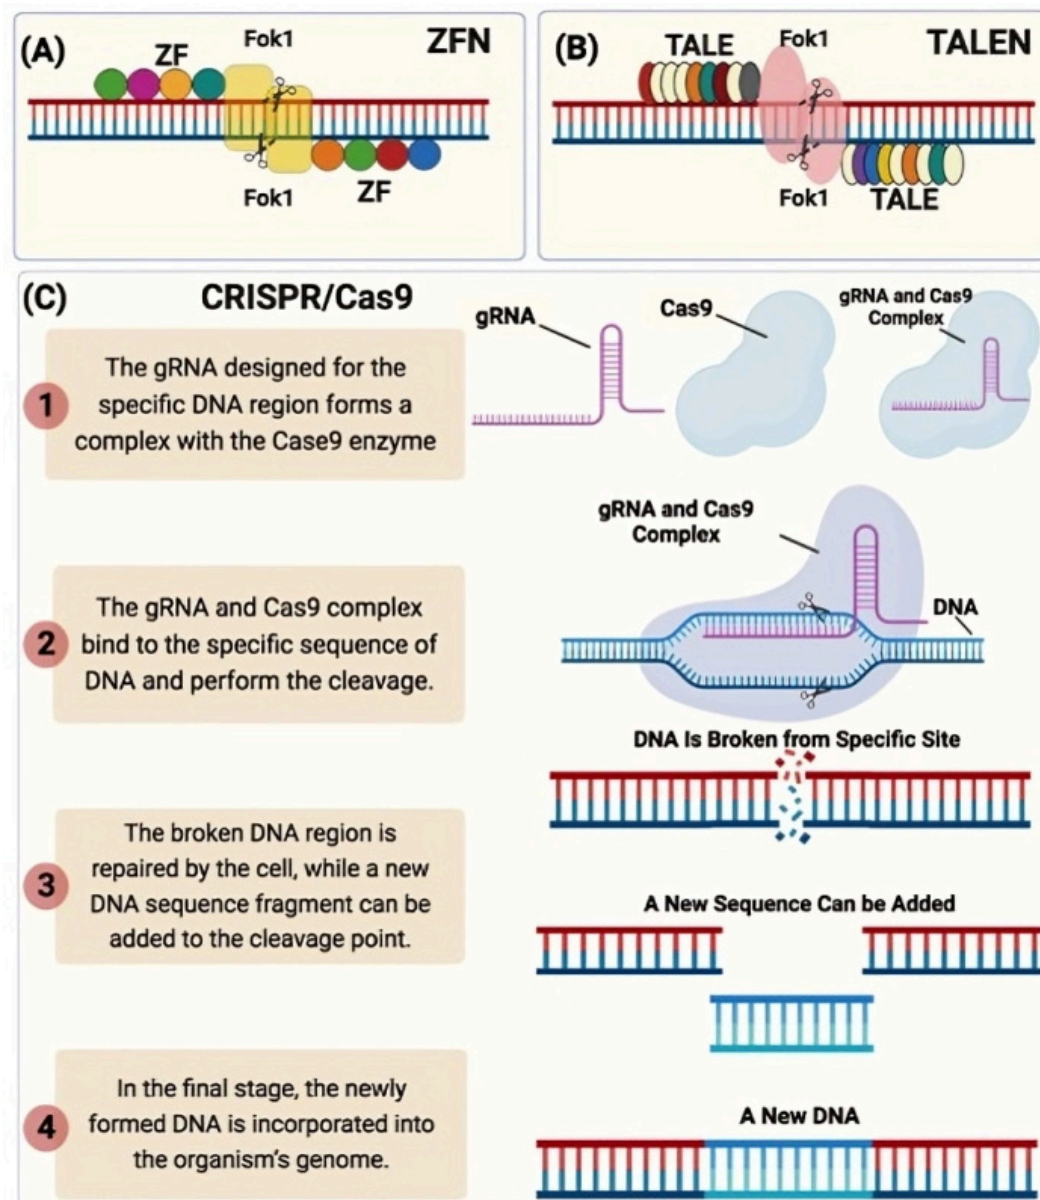 (A)
ZF
Fok1
ZFN
Fok1
ZF
(B)
TALE
Fok1
TALEN
Fok1
TALE
(C)
CRISPR/Cas9
1
The gRNA designed for the
specific DNA region forms a
complex with the Case9 enzyme
gRNA
Cas9
gRNA and Cas9
Complex
2
The gRNA and Cas9 complex
bind to the specific sequence of
DNA and perform the cleavage.
gRNA and Cas9
Complex
DNA
DNA Is Broken from Specific Site
3
The broken DNA region is
repaired by the cell, while a new
DNA sequence fragment can be
added to the cleavage point.
A New Sequence Can be Added
4
In the final stage, the newly
formed DNA is incorporated into
the organism's genome.
A New DNA